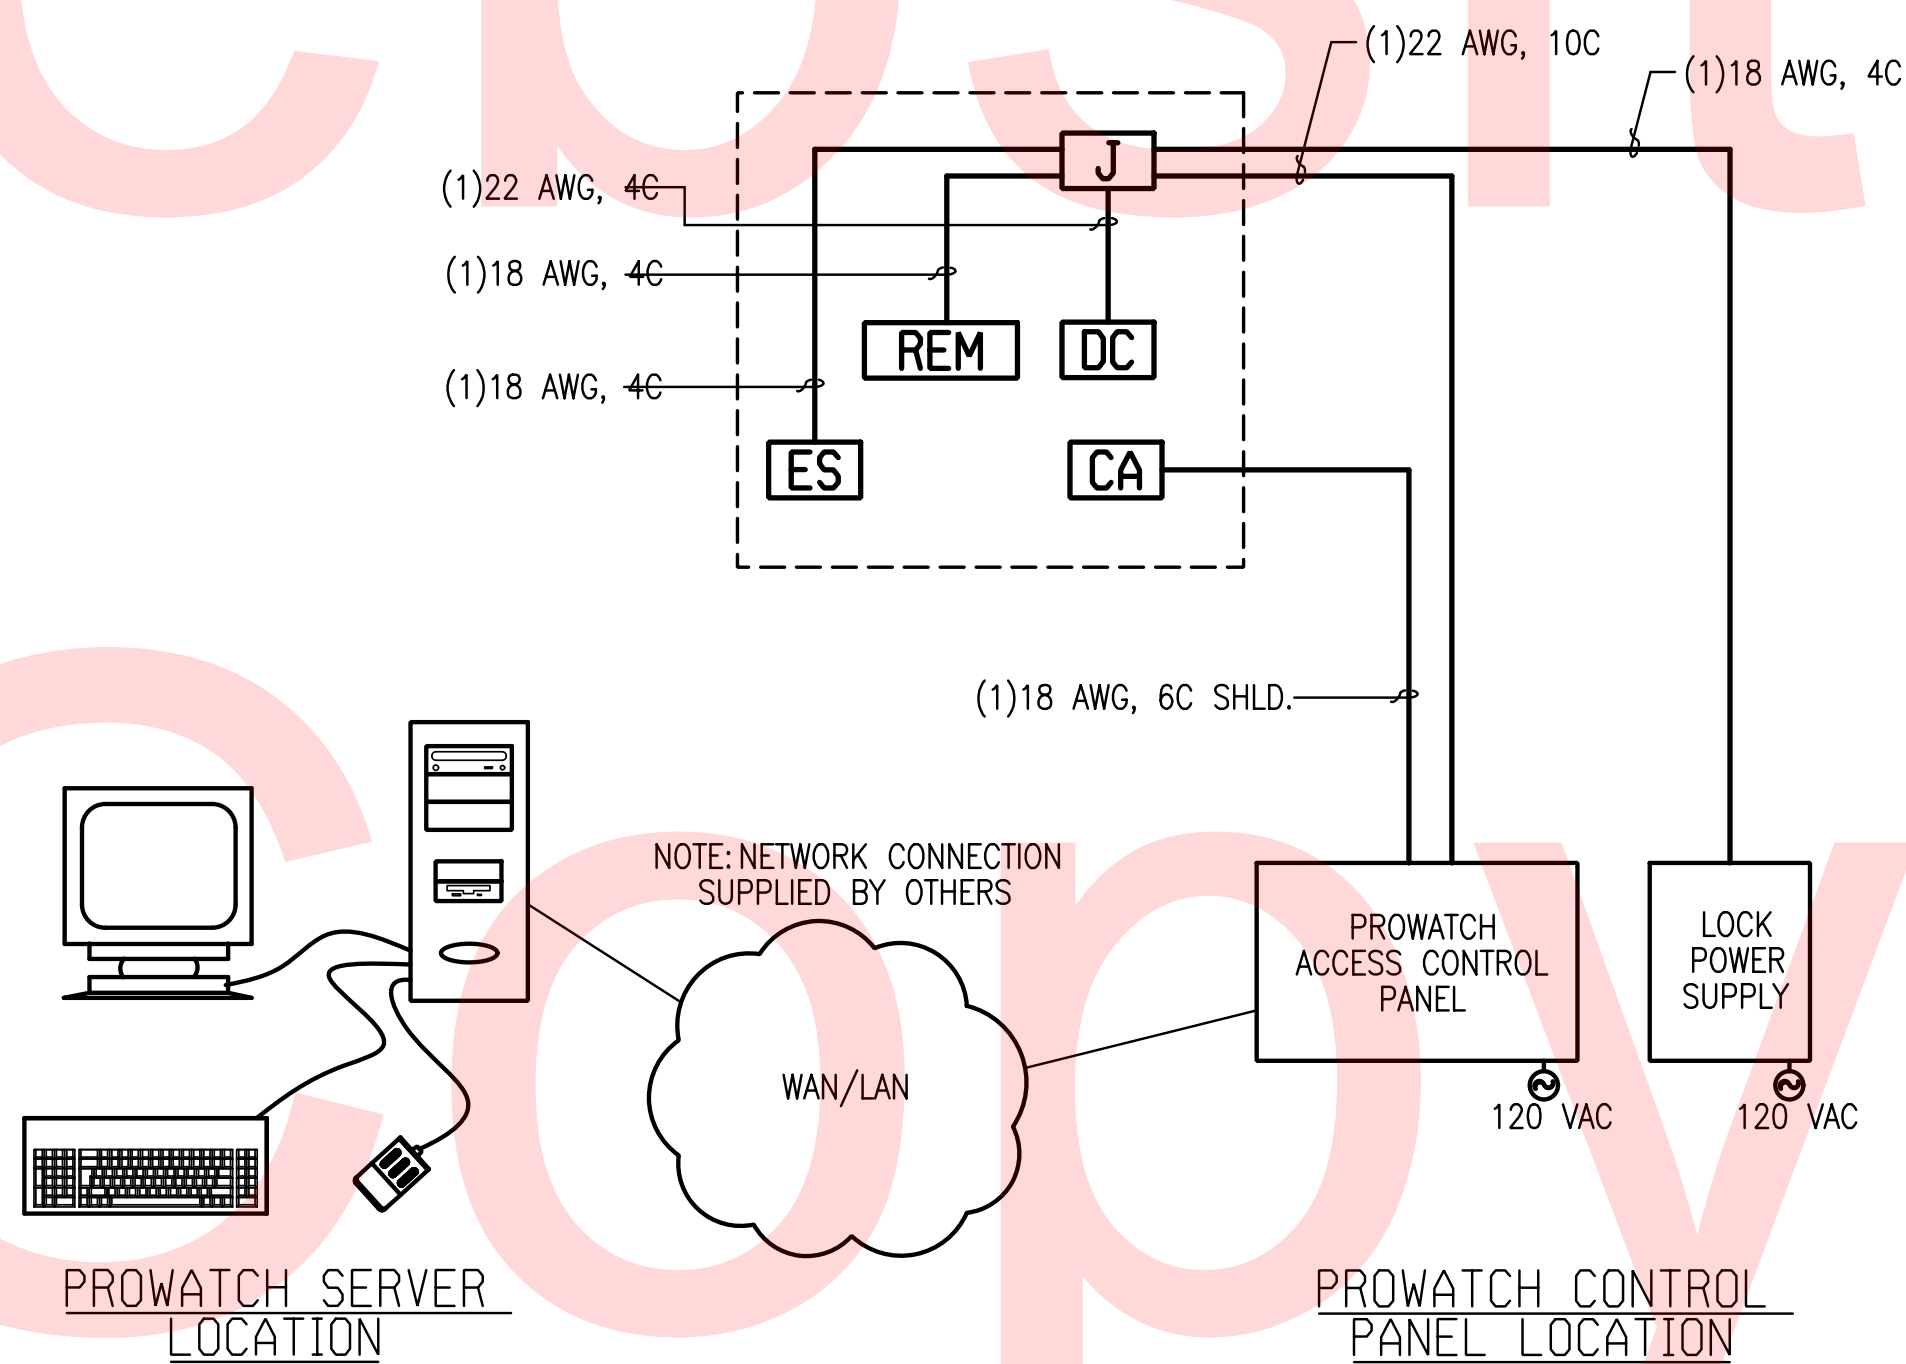 (1)22 AWG, 10C
(1)18 AWG, 4C
J
(1)22 AWG, 4C
(1)18 AWG, 4C
REM
DC
(1)18 AWG, 4C
ES
CA
(1)18 AWG, 6C SHLD.
NOTE: NETWORK CONNECTION
SUPPLIED BY OTHERS
PROWATCH
ACCESS CONTROL
PANEL
LOCK
POWER
SUPPLY
WAN/LAN
120 VAC
120 VAC
PROWATCH SERVER
LOCATION
PROWATCH CONTROL
PANEL LOCATION
Copy